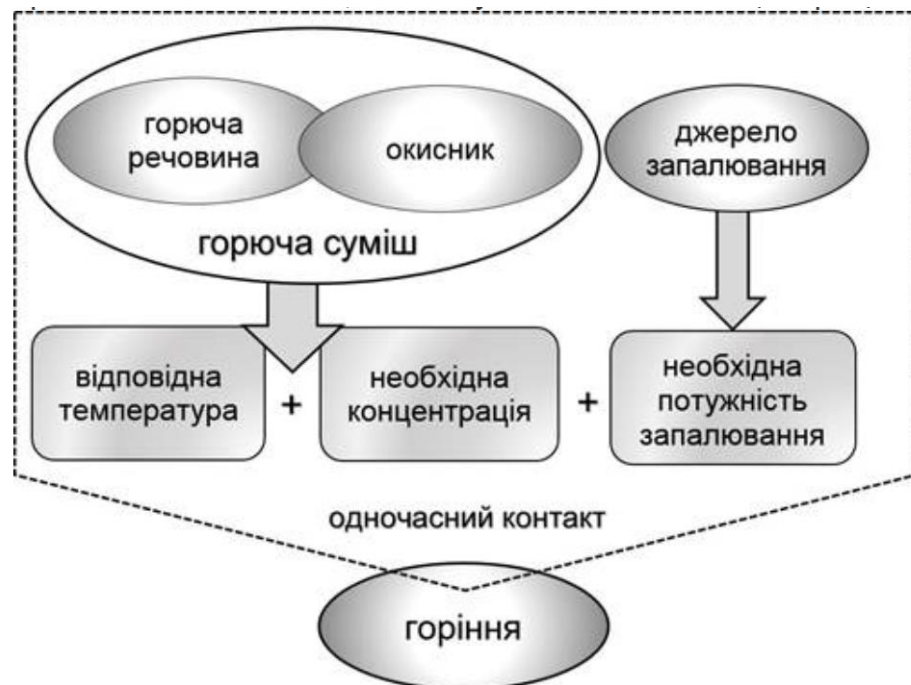 горюча
речовина
окисник
джерело
запалювання
горюча суміш
відповідна
температура
+
необхідна
концентрація
+
необхідна
потужність
запалювання
одночасний контакт
горіння